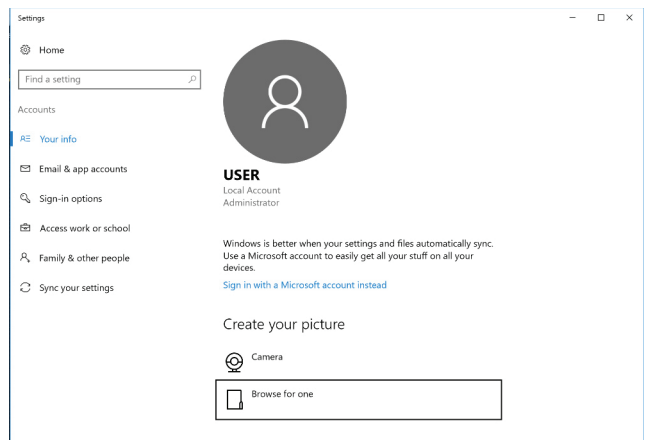 Settings
Home
Find a setting
Accounts
Your info
Email & app accounts
Sign-in options
Access work or school
Family & other people
Sync your settings
USER
Local Account
Administrator
Windows is better when your settings and files automatically sync.
Use a Microsoft account to easily get all your stuff on all your
devices.
Sign in with a Microsoft account instead
Create your picture
Camera
Browse for one